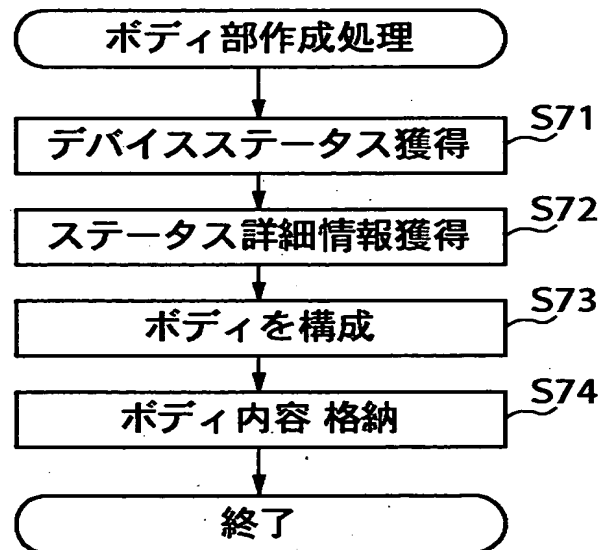 ボディ部作成処理
デバイスステータス獲得
S71
ステータス詳細情報獲得
S72
ボディを構成
S73
ボディ内容 格納
S74
終了